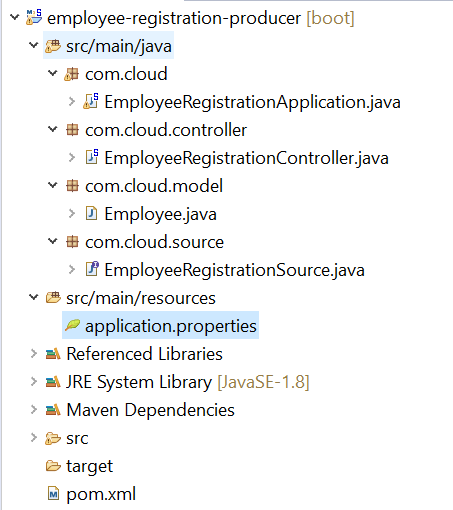 employee-registration-producer [boot]
src/main/java
com.cloud
EmployeeRegistrationApplication.java
com.cloud.controller
EmployeeRegistrationController.java
com.cloud.model
Employee.java
com.cloud.source
EmployeeRegistrationSource.java
src/main/resources
application.properties
Referenced Libraries
JRE System Library [JavaSE-1.8]
Maven Dependencies
src
target
pom.xml